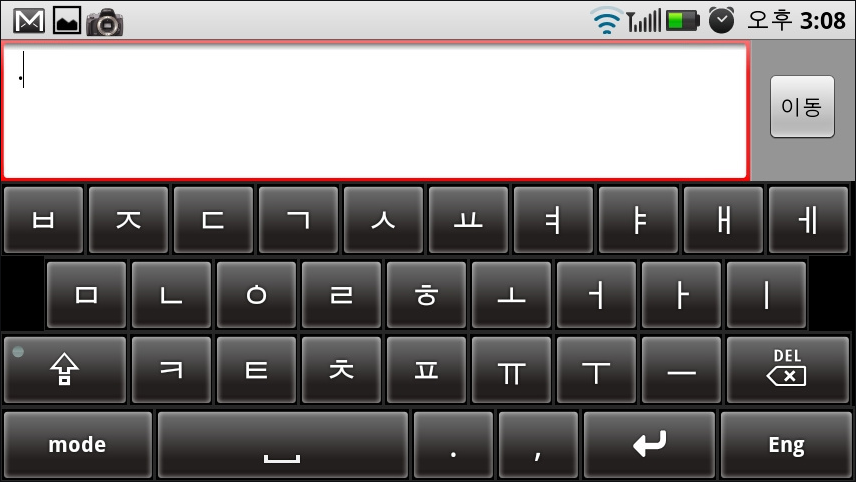 오후 3:08
.
이동
ㅂ ㅈ ㄷ ㄱ ㅅ ㅛ ㅕ ㅑ ㅐ ㅔ
ㅁ ㄴ ㅇ ㄹ ㅎ ㅗ ㅓ ㅏ ㅣ
ㅋ ㅌ ㅊ ㅍ ㅠ ㅜ ㅡ DEL
mode . , Eng